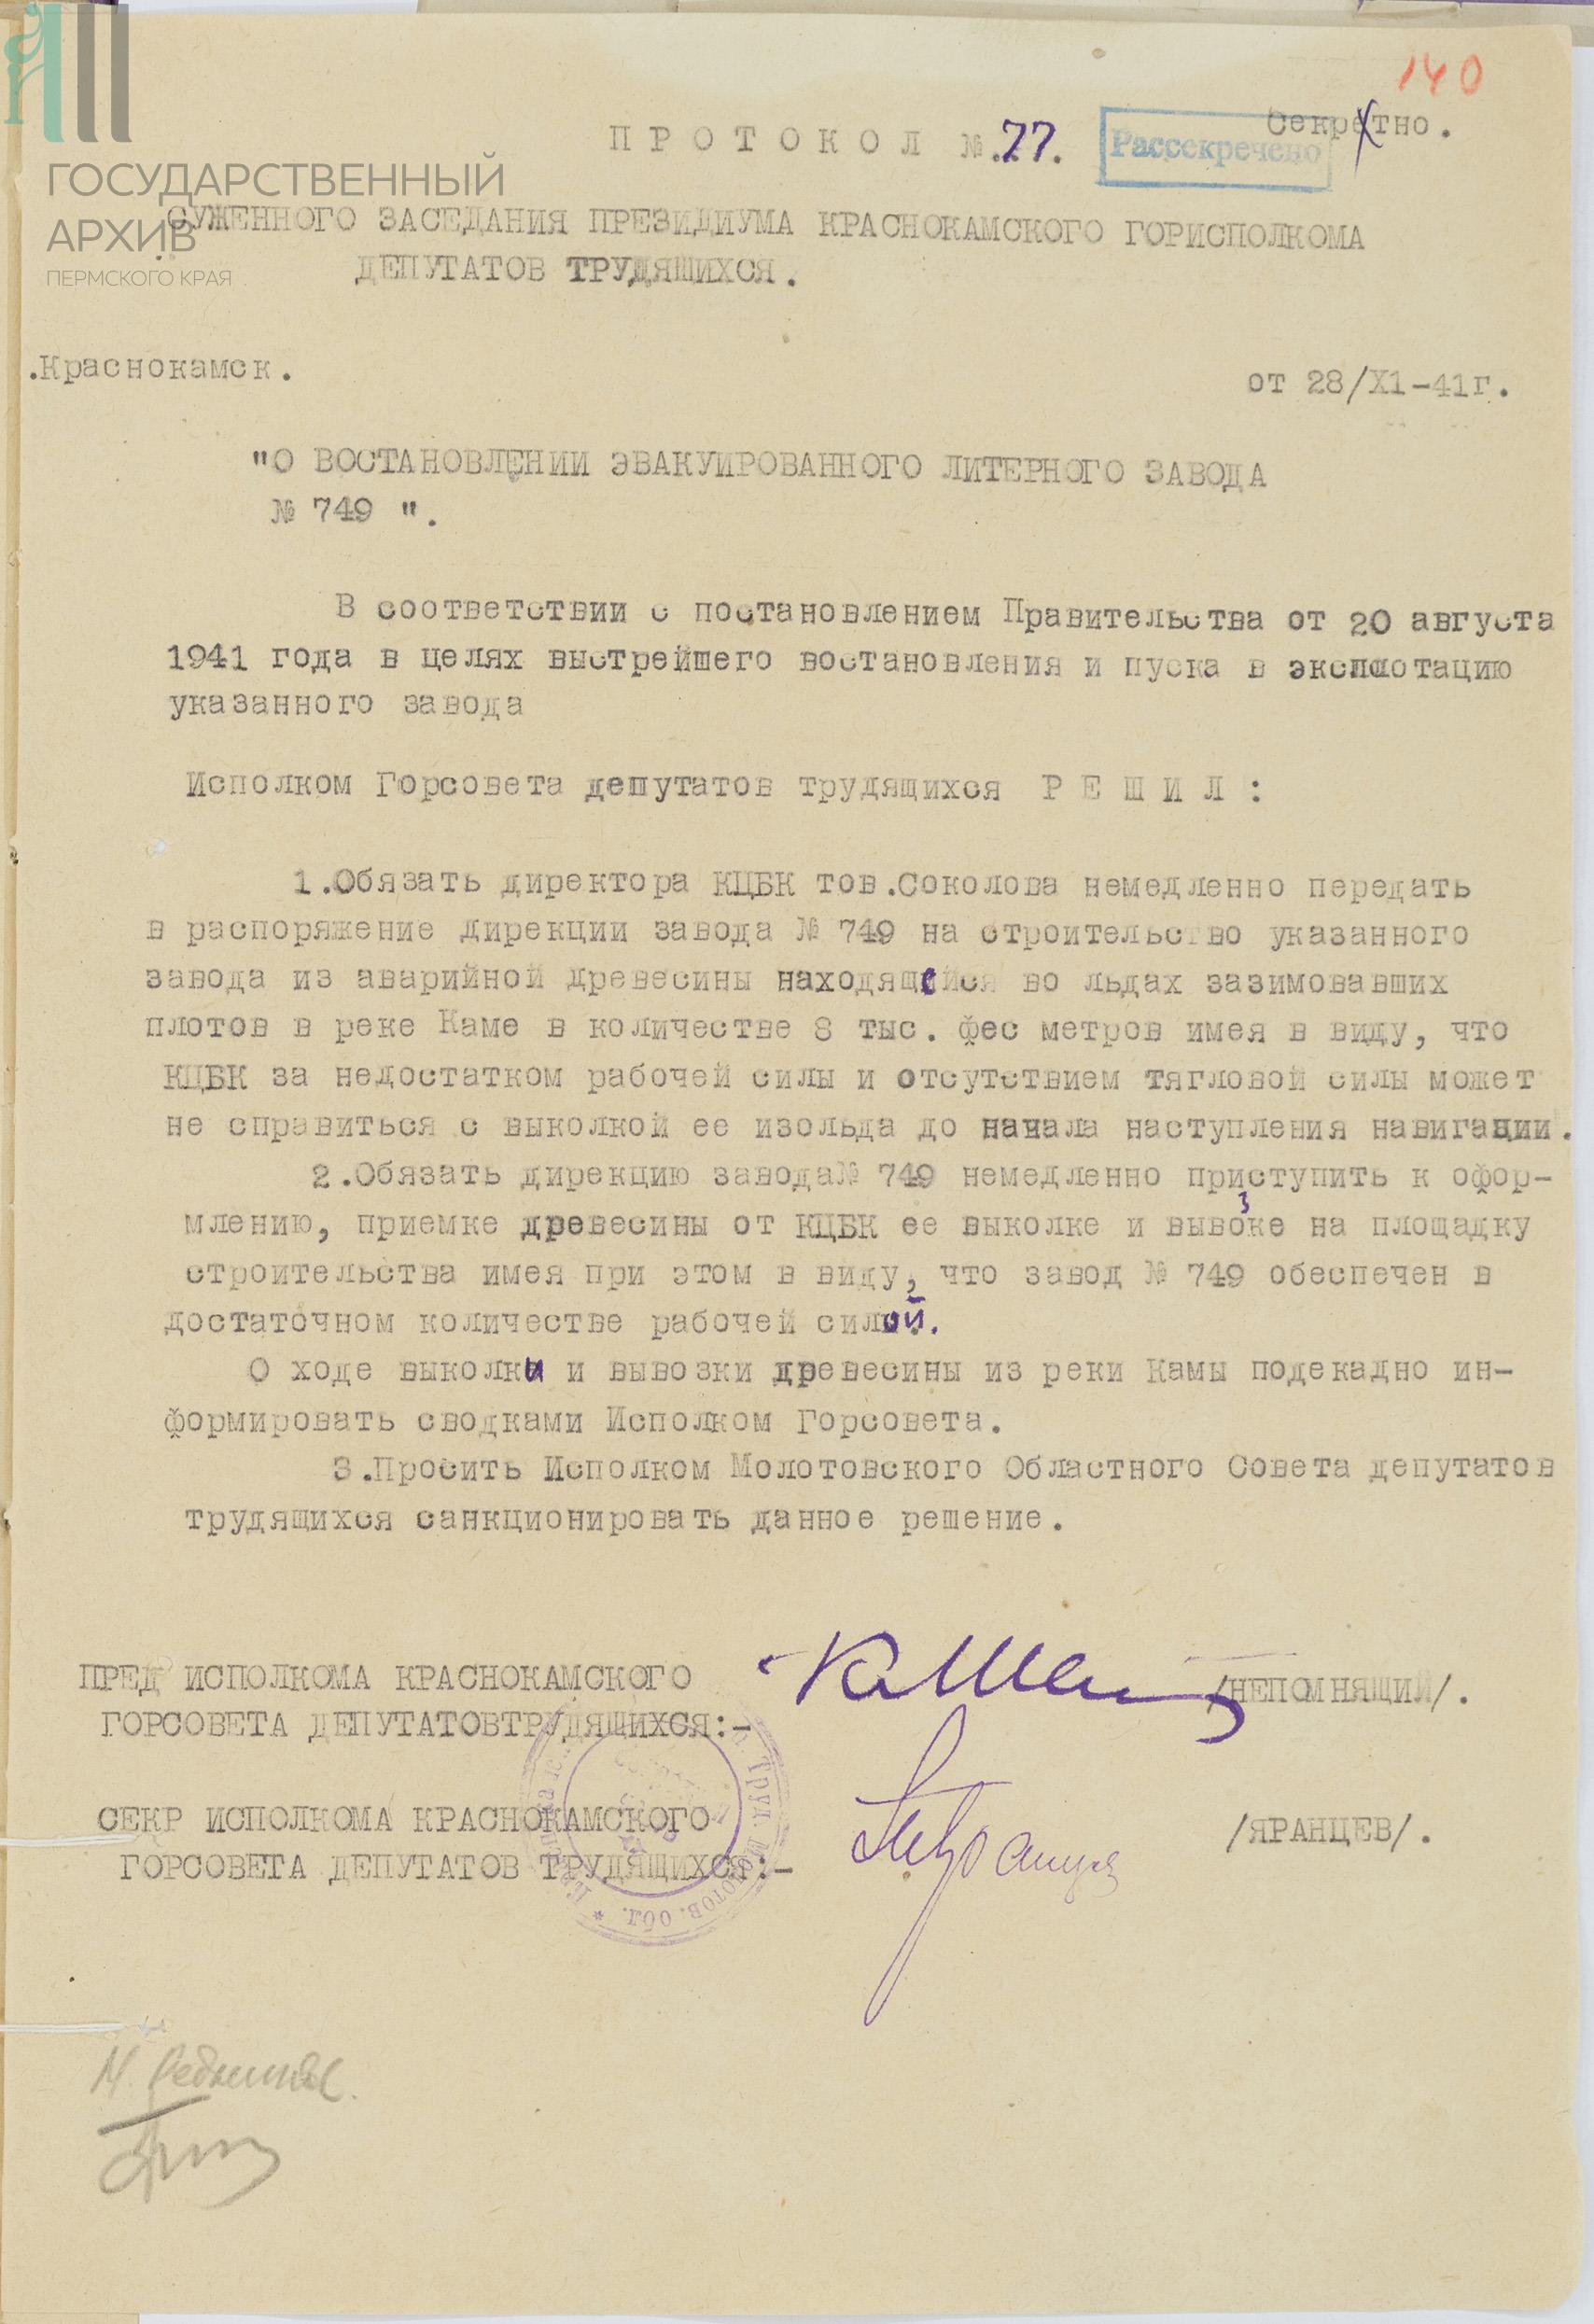 140
Секретно.
П Р О Т О К О Л №.77.
Рассекречено
ГОСУДАРСТВЕННЫЙ
АРХИВ
ПЕРМСКОГО КРАЯ
СУЖЕННОГО ЗАСЕДАНИЯ ПРЕЗИДИУМА КРАСНОКАМСКОГО ГОРИСПОЛКОМА
ДЕПУТАТОВ ТРУДЯЩИХСЯ.
.Краснокамск.
от 28/X1-41г.
"О ВОСТАНОВЛЕНИИ ЭВАКУИРОВАННОГО ЛИТЕРНОГО ЗАВОДА
№ 749 ".
В соответствии с постановлением Правительства от 20 августа
1941 года в целях выстрейшего востановления и пуска в эксплотацию
указанного завода
Исполком Горсовета депутатов трудящихся Р Е Ш И Л :
1.Обязать директора КЦБК тов.Соколова немедленно передать
в распоряжение дирекции завода № 749 на строительство указанного
завода из аварийной древесины находящейся во льдах зазимовавших
плотов в реке Каме в количестве 8 тыс. фес метров имея в виду, что
КЦБК за недостатком рабочей силы и отсутствием тягловой силы может
не справиться с выколкой ее изольда до начала наступления навигации.
2.Обязать дирекцию завода№ 749 немедленно приступить к офор-
млению, приемке древесины от КЦБК ее выколке и вывозке на площадку
строительства имея при этом в виду, что завод № 749 обеспечен в
достаточном количестве рабочей силой.
О ходе выколки и вывозки древесины из реки Камы подекадно ин-
формировать сводками Исполком Горсовета.
3.Просить Исполком Молотовского Областного Совета депутатов
трудящихся санкционировать данное решение.
ПРЕД ИСПОЛКОМА КРАСНОКАМСКОГО
ГОРСОВЕТА ДЕПУТАТОВТРУДЯЩИХСЯ:-
/НЕПОМНЯЩИЙ/.
СЕКР ИСПОЛКОМА КРАСНОКАМСКОГО
ГОРСОВЕТА ДЕПУТАТОВ ТРУДЯЩИХСЯ:-
/ЯРАНЦЕВ/.